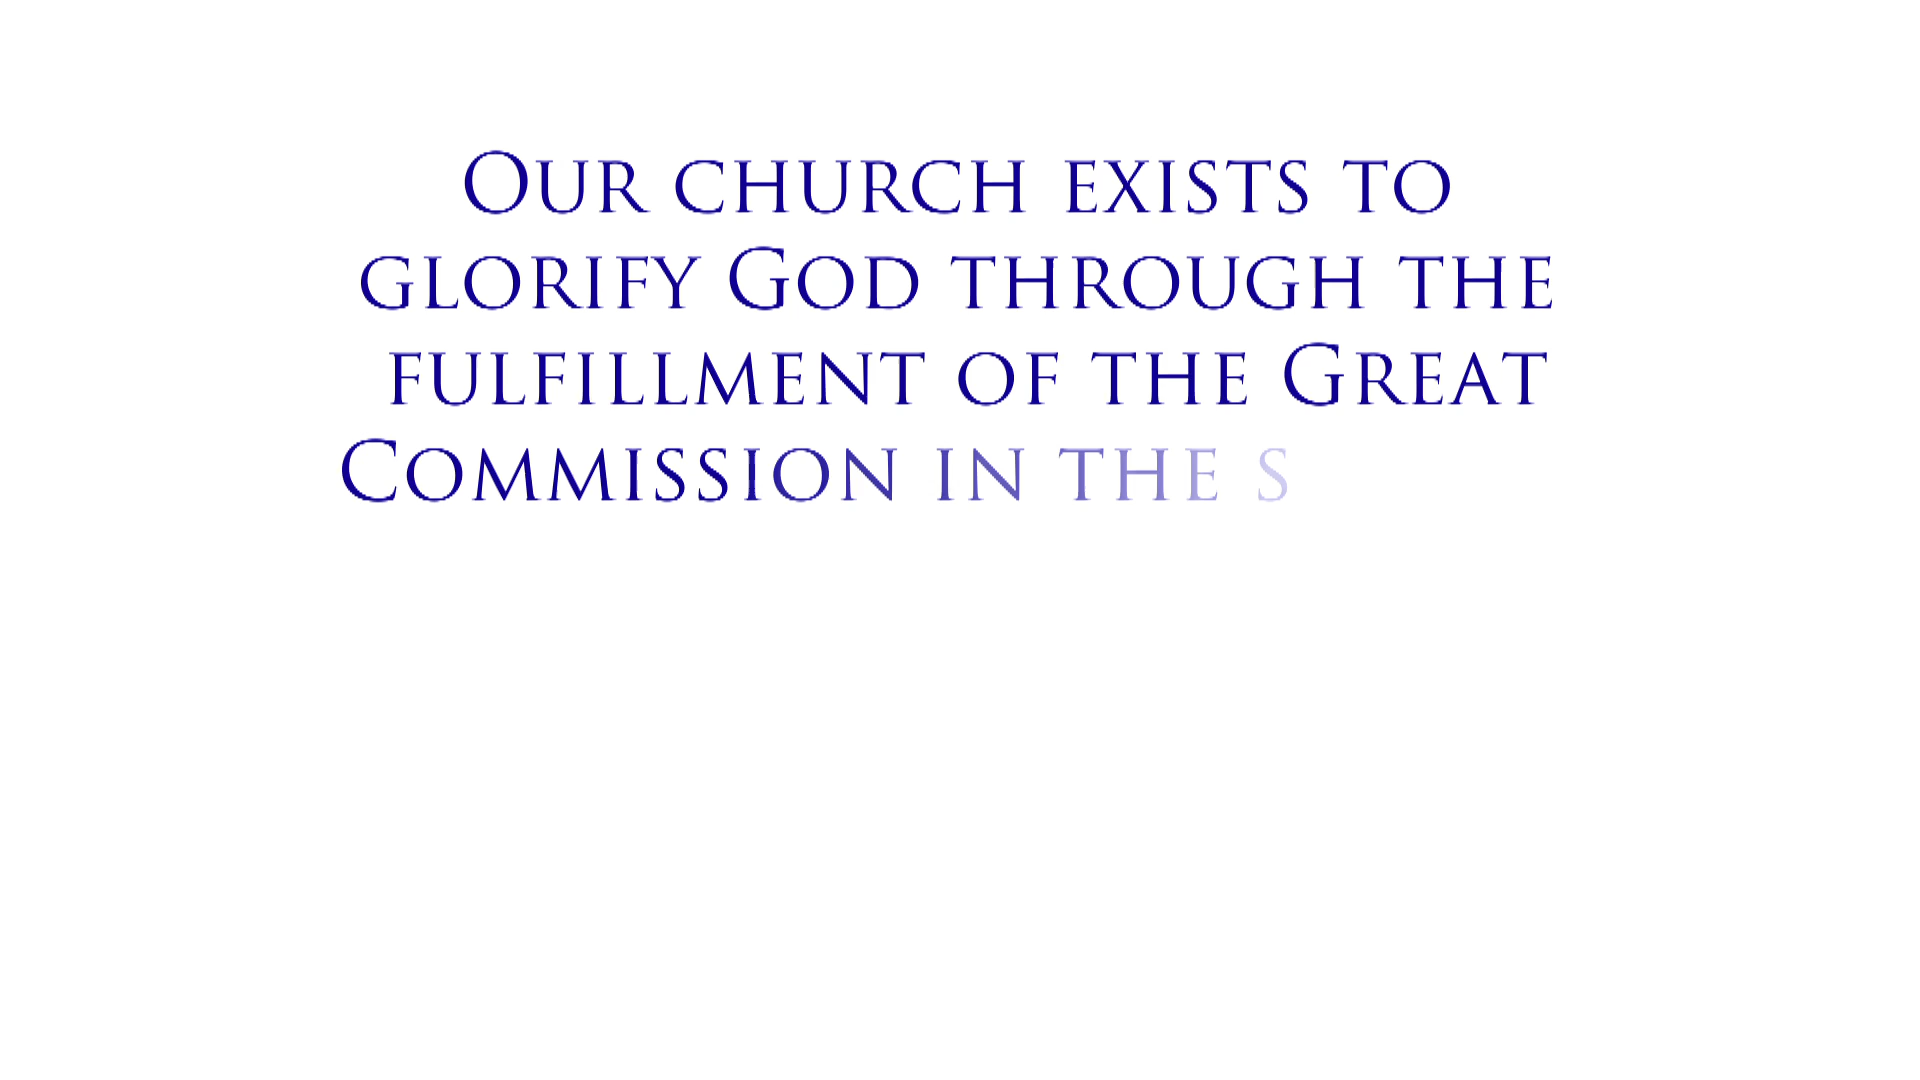 Our church exists to
glorify God through the
fulfillment of the Great
Commission in the s